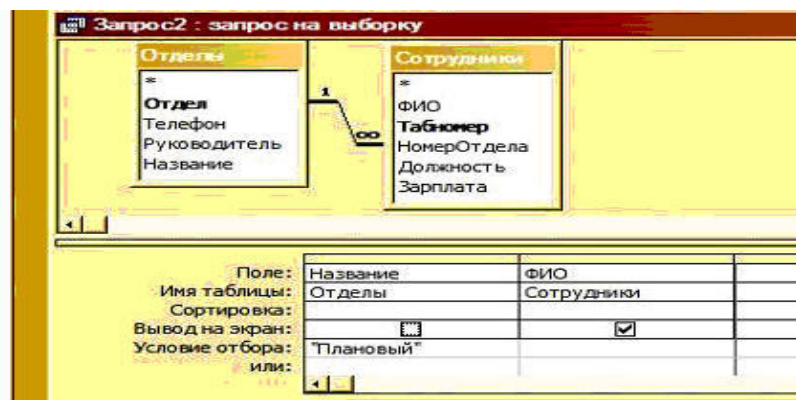 Запрос2 : запрос на выборку
Отделы
*
Отдел
Телефон
Руководитель
Название
1
∞
Сотрудники
*
ФИО
Табномер
НомерОтдела
Должность
Зарплата
Поле: Название ФИО
Имя таблицы: Отделы Сотрудники
Сортировка:
Вывод на экран:
Условие отбора: "Плановый"
или: